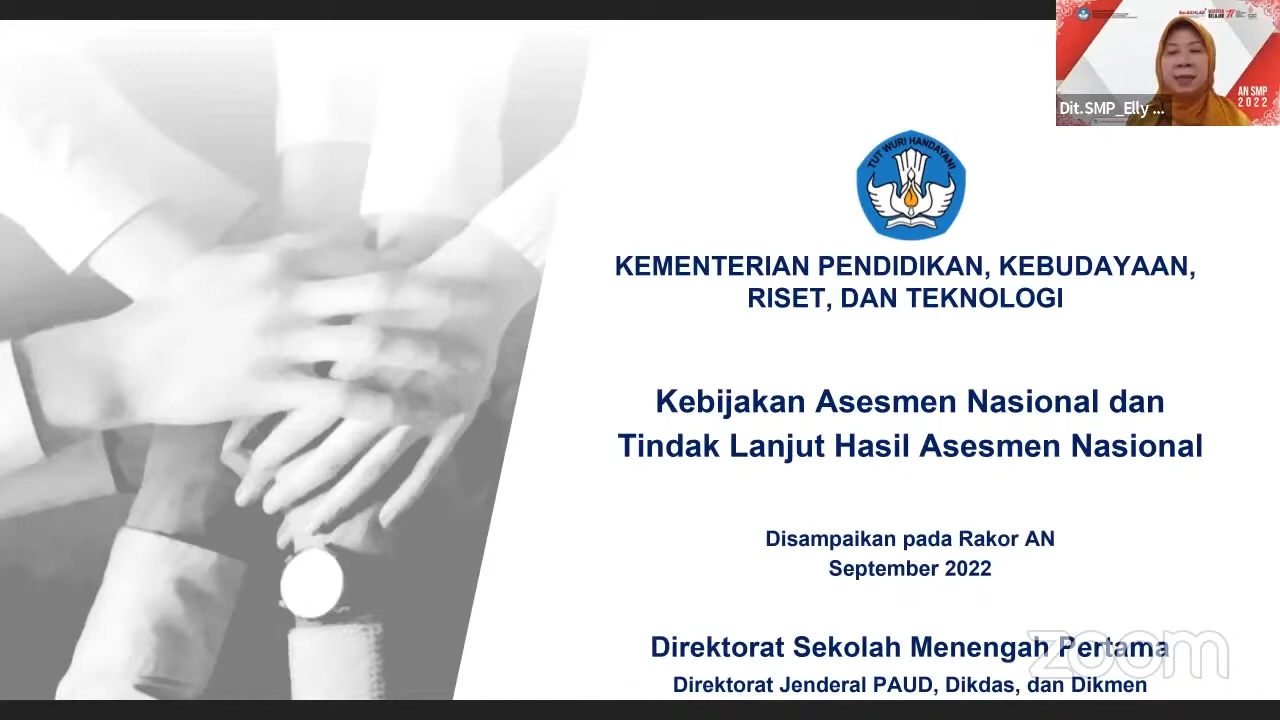 AN SMP
2022
Dit.SMP_Elly ...
TUT WURI HANDAYANI
KEMENTERIAN PENDIDIKAN, KEBUDAYAAN,
RISET, DAN TEKNOLOGI
Kebijakan Asesmen Nasional dan
Tindak Lanjut Hasil Asesmen Nasional
Disampaikan pada Rakor AN
September 2022
Direktorat Sekolah Menengah Pertama
zoom
Direktorat Jenderal PAUD, Dikdas, dan Dikmen